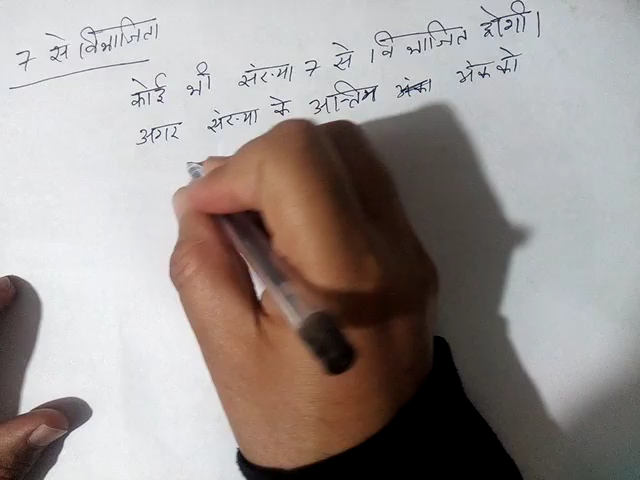 7 से विभाजिता
कोई भी संख्या 7 से विभाजित होगी।
अगर संख्या के अन्तिम अंक को